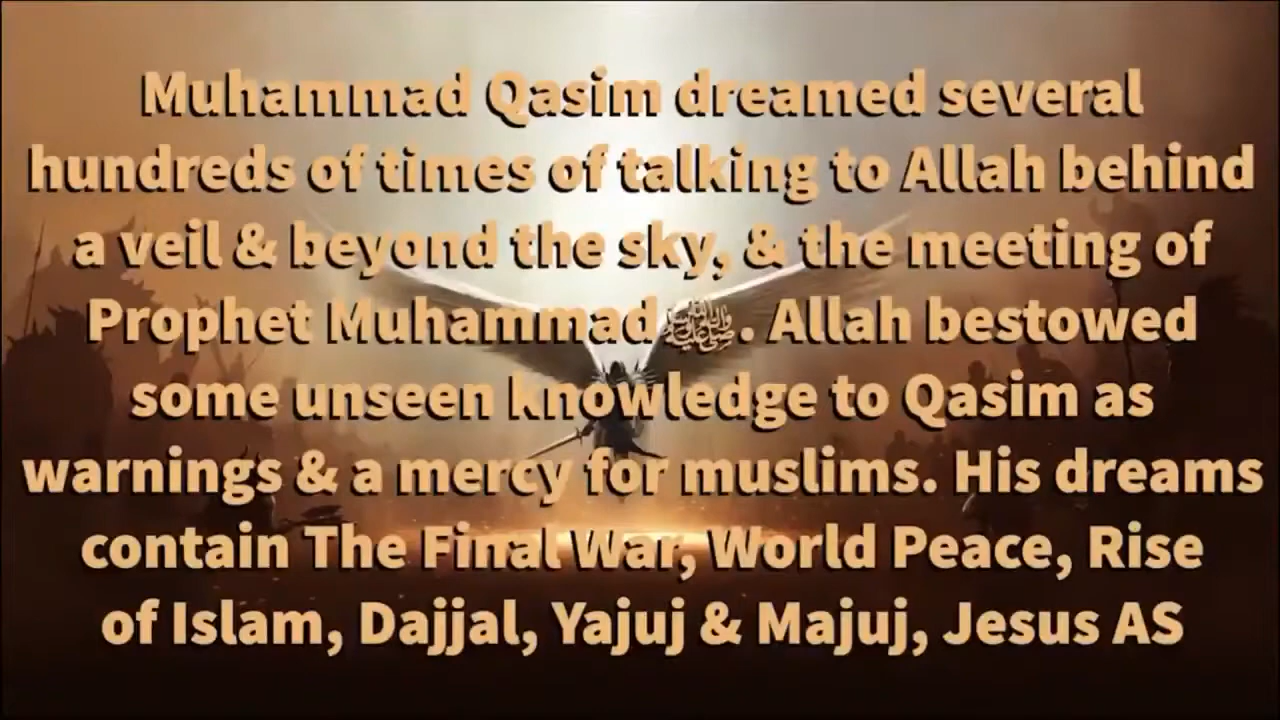 Muhammad Qasim dreamed several
hundreds of times of talking to Allah behind
a veil & beyond the sky, & the meeting of
Prophet Muhammad ﷺ. Allah bestowed
some unseen knowledge to Qasim as
warnings & a mercy for muslims. His dreams
contain The Final War, World Peace, Rise
of Islam, Dajjal, Yajuj & Majuj, Jesus AS